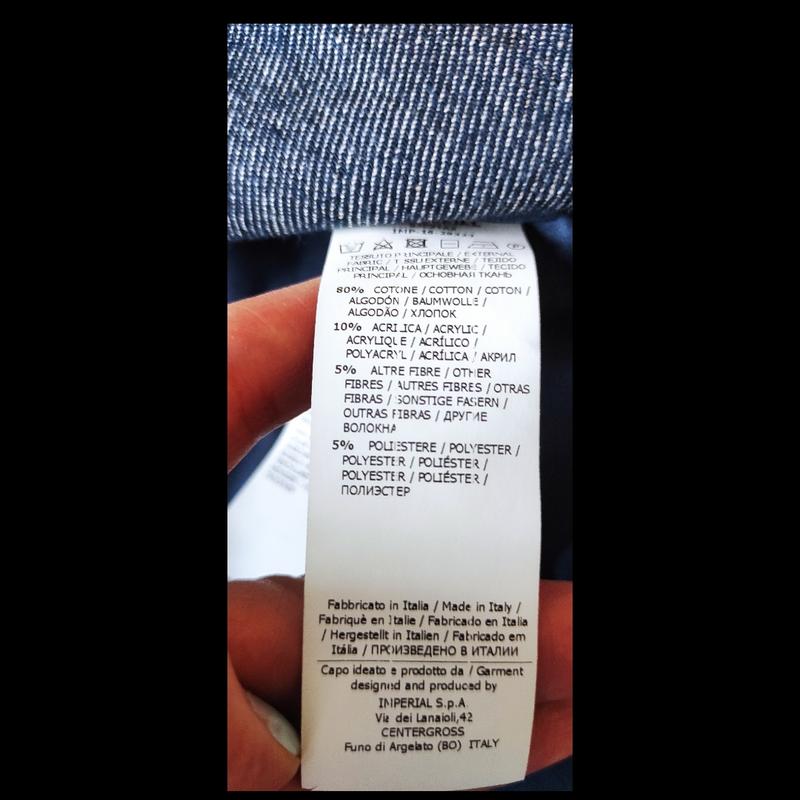 TESSUTO PRINCIPALE / EXTERNAL
FABRIC / TISSU EXTERNE / TEJIDO
PRINCIPAL / HAUPTGEWEBE / TECIDO
PRINCIPAL / ОСНОВНАЯ ТКАНЬ
80% COTONE / COTTON / COTON /
ALGODÓN / BAUMWOLLE /
ALGODÃO / ХЛОПОК
10% ACRILICA / ACRYLIC /
ACRYLIQUE / ACRÍLICO /
POLYACRYL / ACRÍLICA / АКРИЛ
5% ALTRE FIBRE / OTHER
FIBRES / AUTRES FIBRES / OTRAS
FIBRAS / SONSTIGE FASERN /
OUTRAS FIBRAS / ДРУГИЕ
ВОЛОКНА
5% POLIESTERE / POLYESTER /
POLYESTER / POLIÉSTER /
POLYESTER / POLIÉSTER /
ПОЛИЭСТЕР
Fabbricato in Italia / Made in Italy /
Fabriquè en Italie / Fabricado en Italia
/ Hergestellt in Italien / Fabricado em
Itália / ПРОИЗВЕДЕНО В ИТАЛИИ
Capo ideato e prodotto da / Garment
designed and produced by
IMPERIAL S.p.A
Via dei Lanaioli,42
CENTERGROSS
Funo di Argelato (BO) ITALY